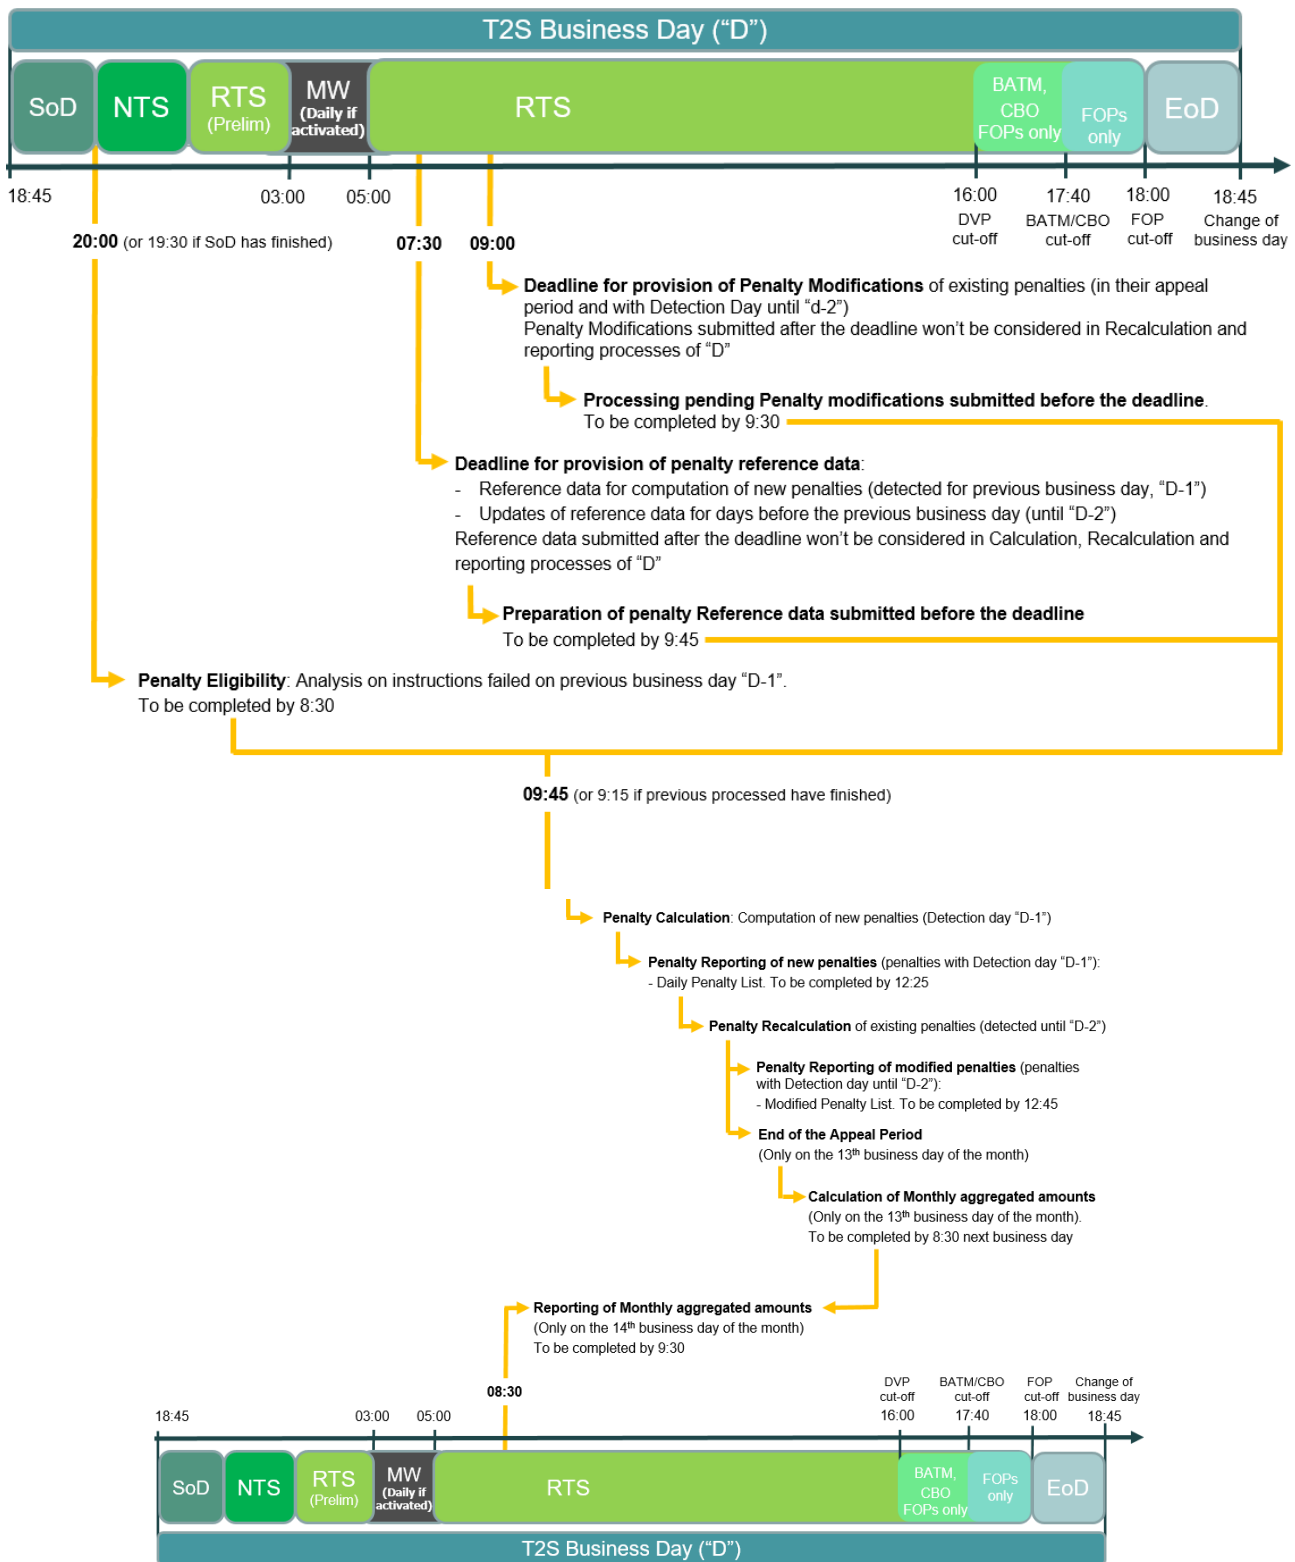 T2S Business Day (“D”)
SoD
NTS
RTS
(Prelim)
MW
(Daily if
activated)
RTS
BATM,
CBO
FOPs only
FOPs
only
EoD
18:45
03:00
05:00
16:00
17:40
18:00
18:45
DVP
cut-off
BATM/CBO
cut-off
FOP
cut-off
Change of
business day
20:00 (or 19:30 if SoD has finished)
07:30
09:00
Deadline for provision of Penalty Modifications of existing penalties (in their appeal
period and with Detection Day until “d-2”)
Penalty Modifications submitted after the deadline won’t be considered in Recalculation and
reporting processes of “D”
Processing pending Penalty modifications submitted before the deadline.
To be completed by 9:30
Deadline for provision of penalty reference data:
- Reference data for computation of new penalties (detected for previous business day, “D-1”)
- Updates of reference data for days before the previous business day (until “D-2”)
Reference data submitted after the deadline won’t be considered in Calculation, Recalculation and
reporting processes of “D”
Preparation of penalty Reference data submitted before the deadline
To be completed by 9:45
Penalty Eligibility: Analysis on instructions failed on previous business day “D-1”.
To be completed by 8:30
09:45 (or 9:15 if previous processed have finished)
Penalty Calculation: Computation of new penalties (Detection day “D-1”)
Penalty Reporting of new penalties (penalties with Detection day “D-1”):
- Daily Penalty List. To be completed by 12:25
Penalty Recalculation of existing penalties (detected until “D-2”)
Penalty Reporting of modified penalties (penalties
with Detection day until “D-2”):
- Modified Penalty List. To be completed by 12:45
End of the Appeal Period
(Only on the 13th business day of the month)
Calculation of Monthly aggregated amounts
(Only on the 13th business day of the month).
To be completed by 8:30 next business day
Reporting of Monthly aggregated amounts
(Only on the 14th business day of the month)
To be completed by 9:30
08:30
DVP
cut-off
BATM/CBO
cut-off
FOP
cut-off
Change of
business day
18:45
03:00
05:00
16:00
17:40
18:00
18:45
SoD
NTS
RTS
(Prelim)
MW
(Daily if
activated)
RTS
BATM,
CBO
FOPs only
FOPs
only
EoD
T2S Business Day (“D”)